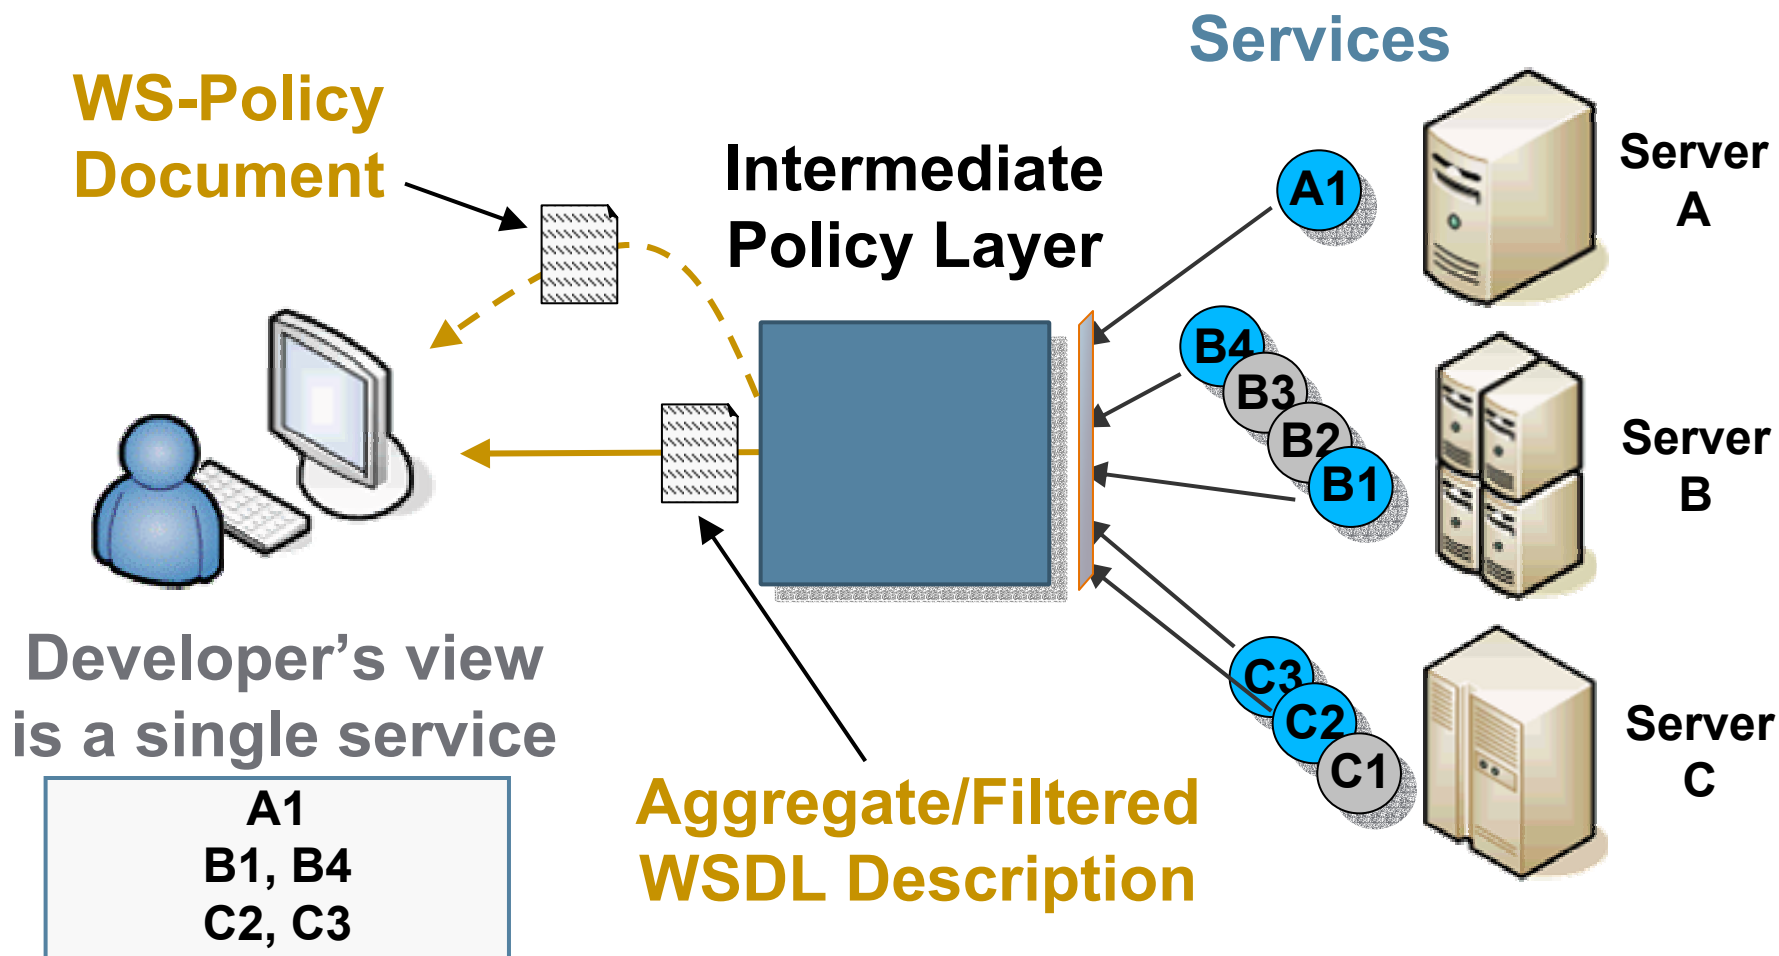 Services
WS-Policy
Document
Intermediate
Policy Layer
A1
Server
A
B4
B3
B2
B1
Server
B
C3
C2
C1
Server
C
Developer’s view
is a single service
A1
B1, B4
C2, C3
Aggregate/Filtered
WSDL Description